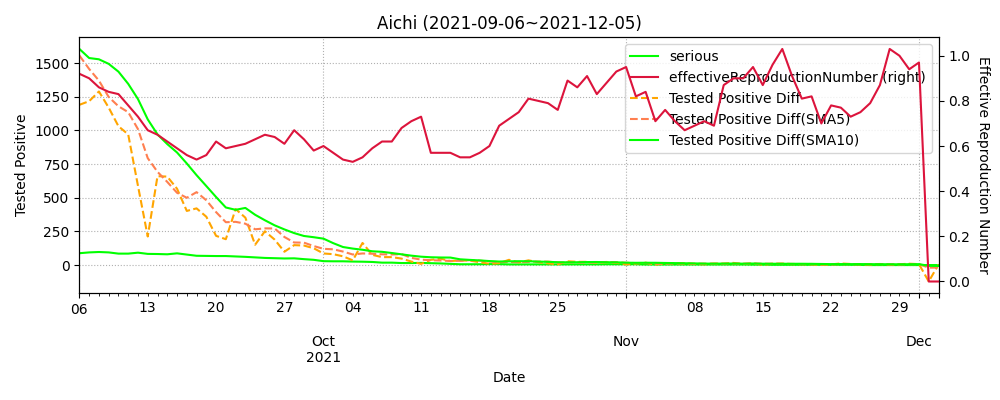 Aichi (2021-09-06~2021-12-05)
serious
effectiveReproductionNumber (right)
Tested Positive Diff
Tested Positive Diff(SMA5)
Tested Positive Diff(SMA10)
1500
1250
1000
750
500
250
0
Tested Positive
1.0
0.8
0.6
0.4
0.2
0.0
Effective Reproduction Number
06 13 20 27 04 11 18 25 08 15 22 29
Oct Nov Dec
2021
Date